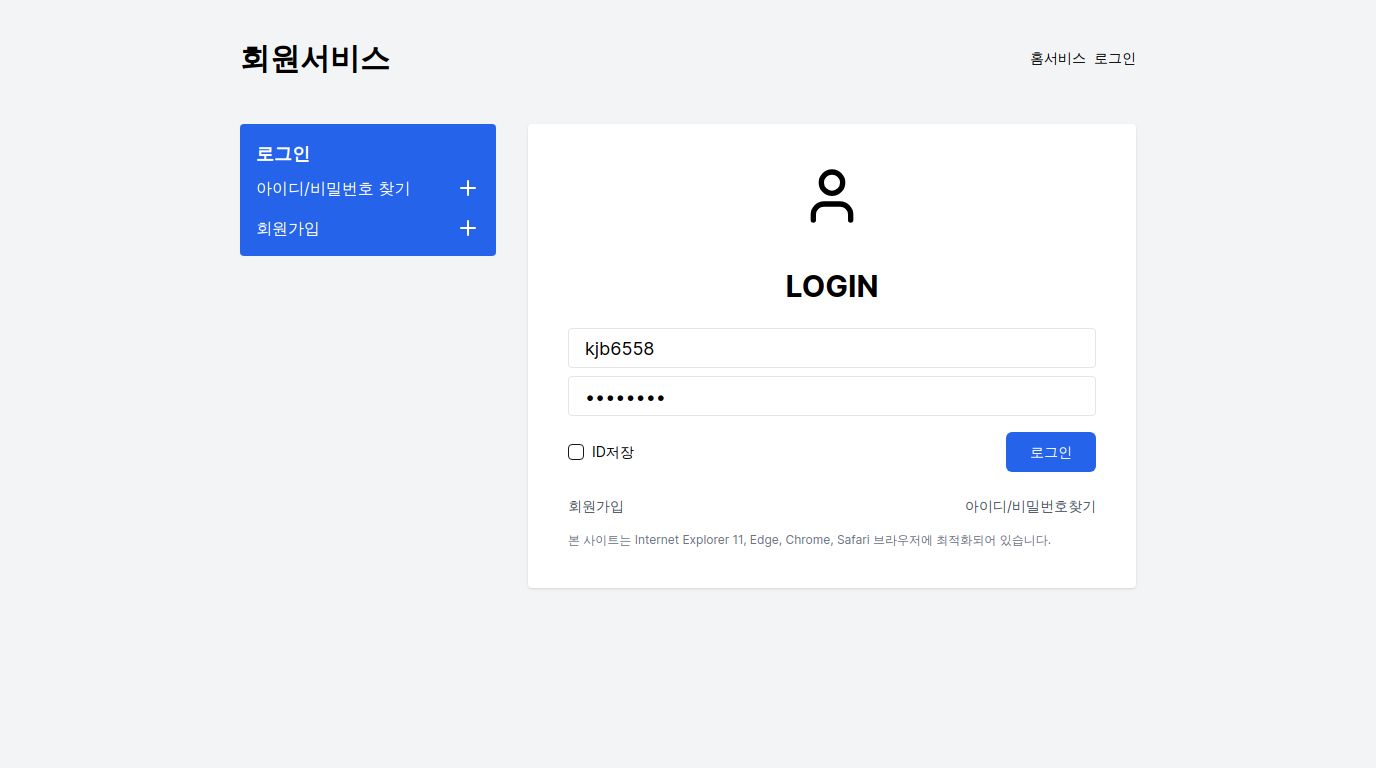 회원서비스
홈서비스 로그인
로그인
아이디/비밀번호 찾기
회원가입
LOGIN
kjb6558
••••••••
ID저장
로그인
회원가입
아이디/비밀번호찾기
본 사이트는 Internet Explorer 11, Edge, Chrome, Safari 브라우저에 최적화되어 있습니다.